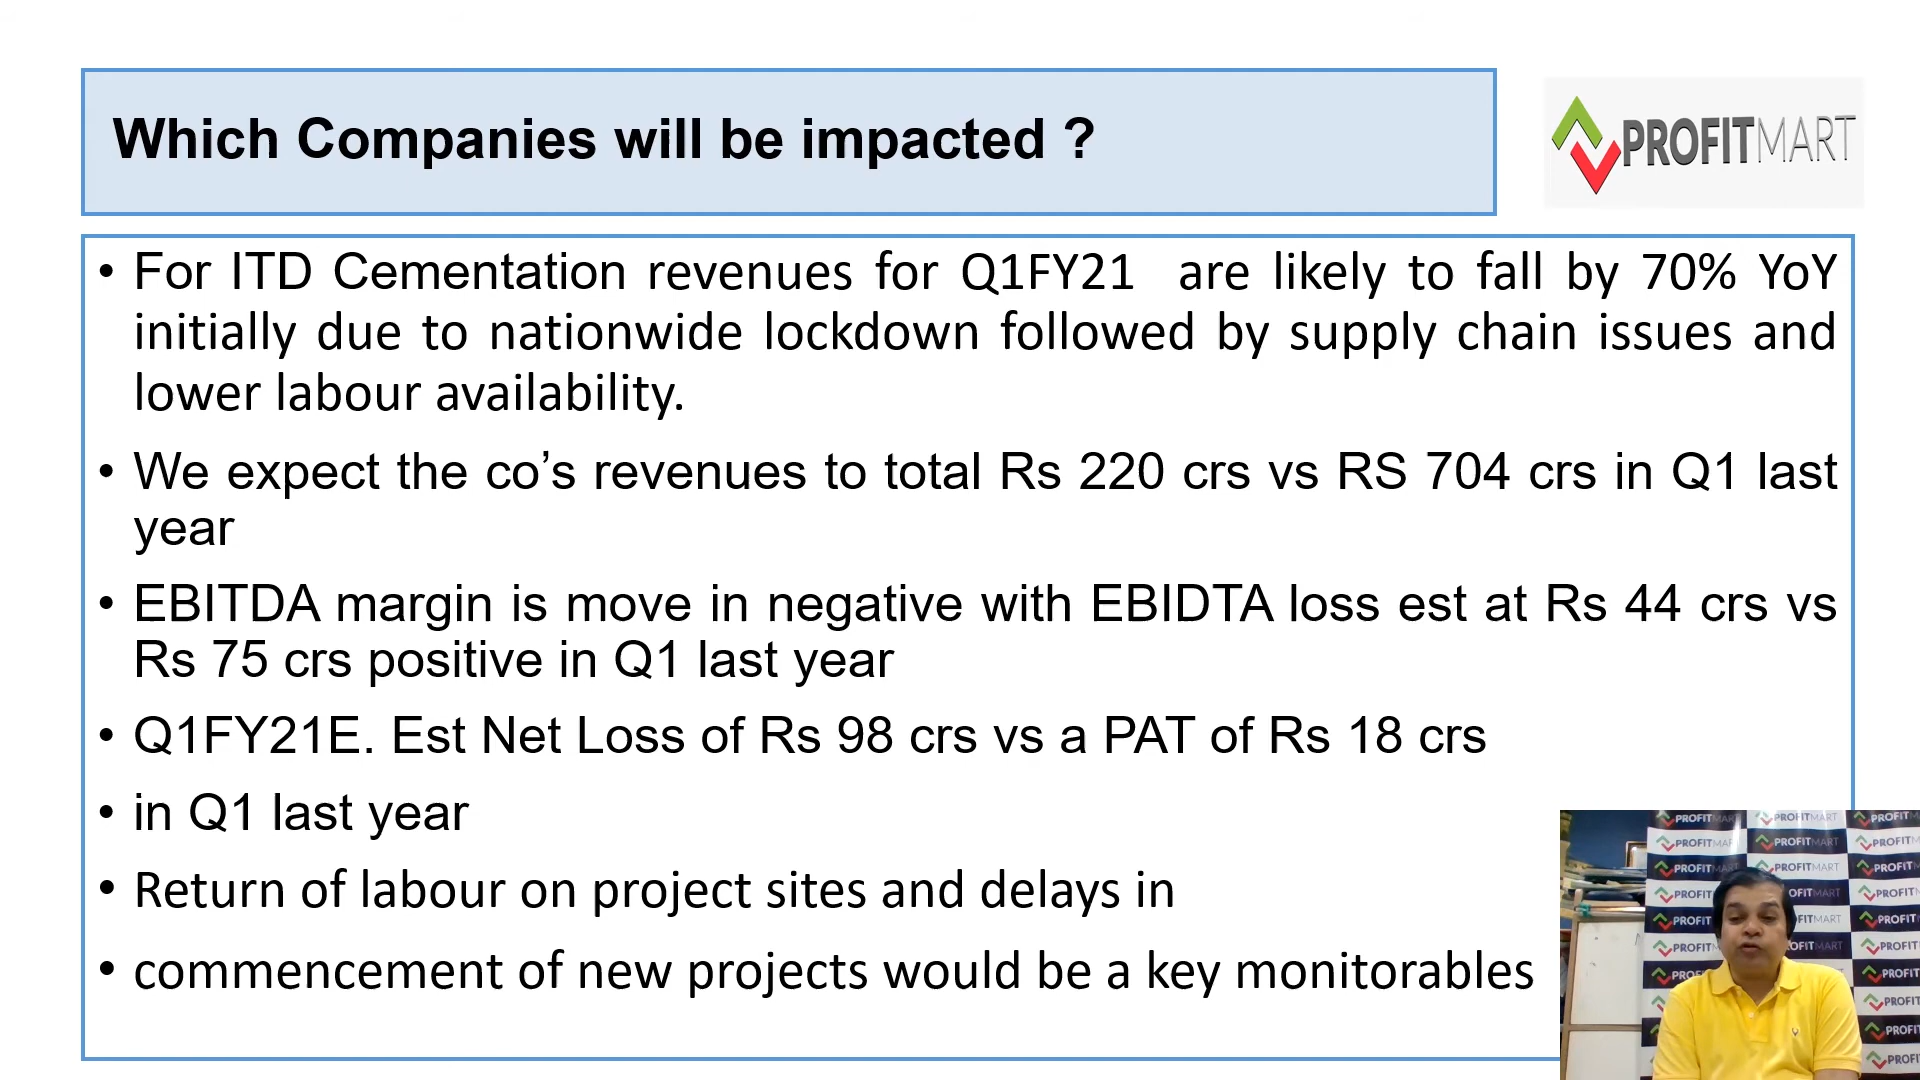 Which Companies will be impacted ?
PROFITMART
• For ITD Cementation revenues for Q1FY21 are likely to fall by 70% YoY
initially due to nationwide lockdown followed by supply chain issues and
lower labour availability.
• We expect the co’s revenues to total Rs 220 crs vs RS 704 crs in Q1 last
year
• EBITDA margin is move in negative with EBIDTA loss est at Rs 44 crs vs
Rs 75 crs positive in Q1 last year
• Q1FY21E. Est Net Loss of Rs 98 crs vs a PAT of Rs 18 crs
• in Q1 last year
• Return of labour on project sites and delays in
• commencement of new projects would be a key monitorables